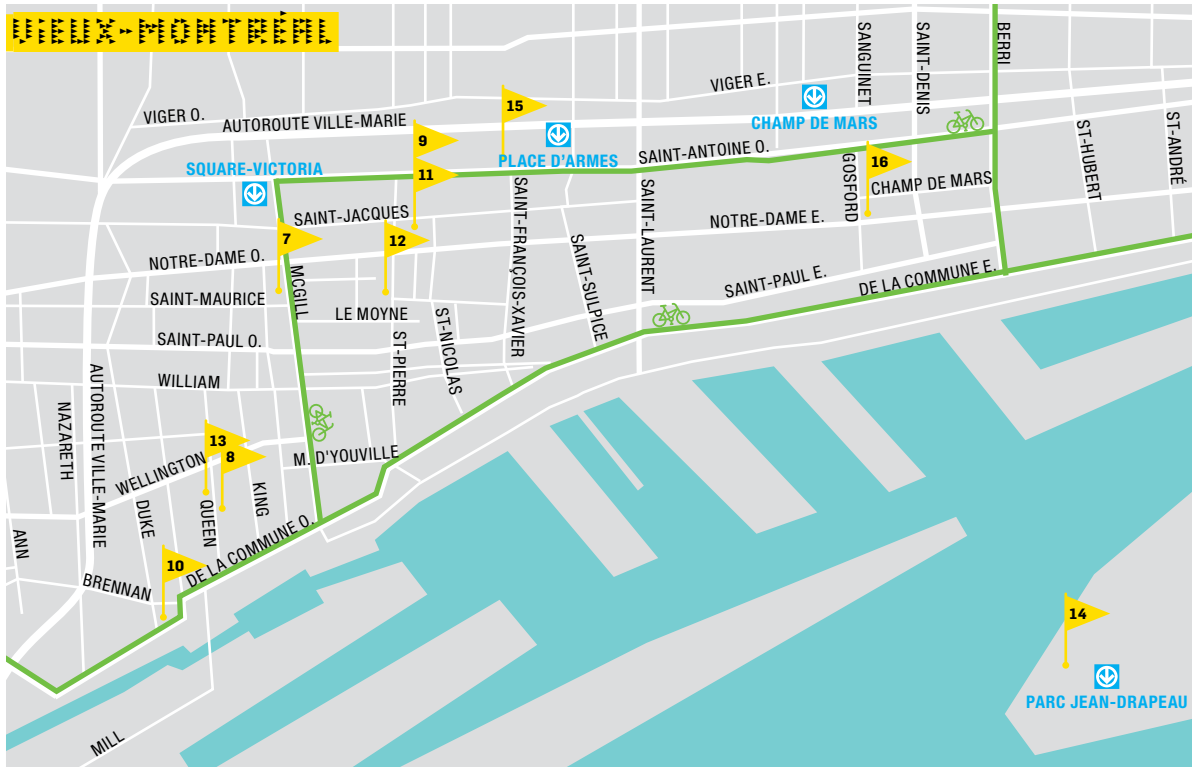 VIEUX-MONTRÉAL
SANGUINET
SAINT-DENIS
BERRI
VIGER E.
15
VIGER O.
AUTOROUTE VILLE-MARIE
CHAMP DE MARS
9
ST-HUBERT
ST-ANDRÉ
SQUARE-VICTORIA
PLACE D'ARMES
SAINT-ANTOINE O.
16
11
GOSFORD
CHAMP DE MARS
SAINT-JACQUES
NOTRE-DAME E.
7
12
SAINT-FRANÇOIS-XAVIER
SAINT-SULPICE
SAINT-LAURENT
NOTRE-DAME O.
MCGILL
SAINT-PAUL E.
DE LA COMMUNE E.
SAINT-MAURICE
LE MOYNE
SAINT-PAUL O.
ST-PIERRE
ST-NICOLAS
WILLIAM
NAZARETH
AUTOROUTE VILLE-MARIE
13
8
WELLINGTON
M. D'YOUVILLE
DUKE
QUEEN
KING
ANN
DE LA COMMUNE O.
10
BRENNAN
14
PARC JEAN-DRAPEAU
MILL